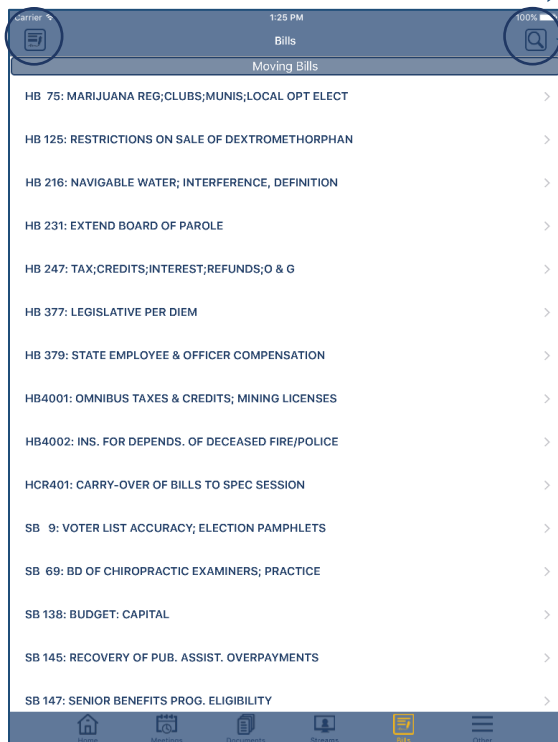 Carrier 1:25 PM 100%
Bills
Moving Bills
HB 75: MARIJUANA REG;CLUBS;MUNIS;LOCAL OPT ELECT
HB 125: RESTRICTIONS ON SALE OF DEXTROMETHORPHAN
HB 216: NAVIGABLE WATER; INTERFERENCE, DEFINITION
HB 231: EXTEND BOARD OF PAROLE
HB 247: TAX;CREDITS;INTEREST;REFUNDS;O & G
HB 377: LEGISLATIVE PER DIEM
HB 379: STATE EMPLOYEE & OFFICER COMPENSATION
HB4001: OMNIBUS TAXES & CREDITS; MINING LICENSES
HB4002: INS. FOR DEPENDS. OF DECEASED FIRE/POLICE
HCR401: CARRY-OVER OF BILLS TO SPEC SESSION
SB 9: VOTER LIST ACCURACY; ELECTION PAMPHLETS
SB 69: BD OF CHIROPRACTIC EXAMINERS; PRACTICE
SB 138: BUDGET: CAPITAL
SB 145: RECOVERY OF PUB. ASSIST. OVERPAYMENTS
SB 147: SENIOR BENEFITS PROG. ELIGIBILITY
Home Meetings Documents Streams Bills Other